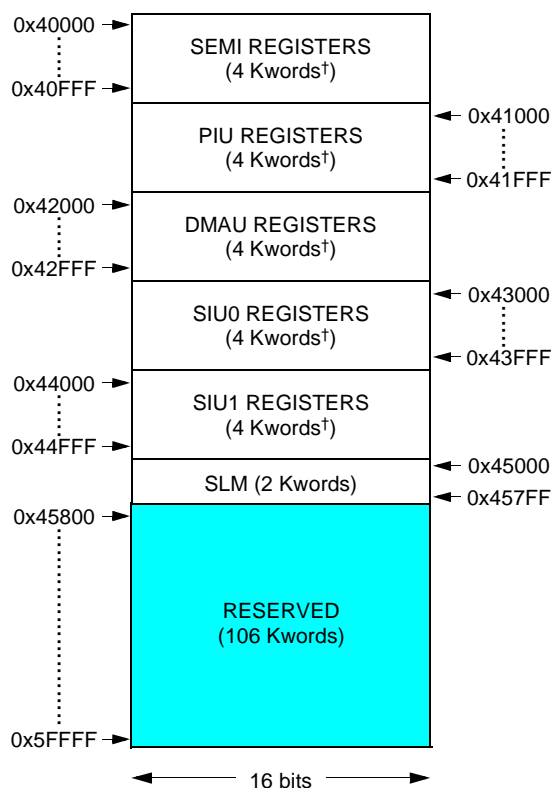 0x40000
SEMI REGISTERS
(4 Kwords†)
0x40FFF
0x41000
PIU REGISTERS
(4 Kwords†)
0x41FFF
0x42000
DMAU REGISTERS
(4 Kwords†)
0x42FFF
0x43000
SIU0 REGISTERS
(4 Kwords†)
0x43FFF
0x44000
SIU1 REGISTERS
(4 Kwords†)
0x44FFF
0x45000
SLM (2 Kwords)
0x457FF
0x45800
RESERVED
(106 Kwords)
0x5FFFF
16 bits